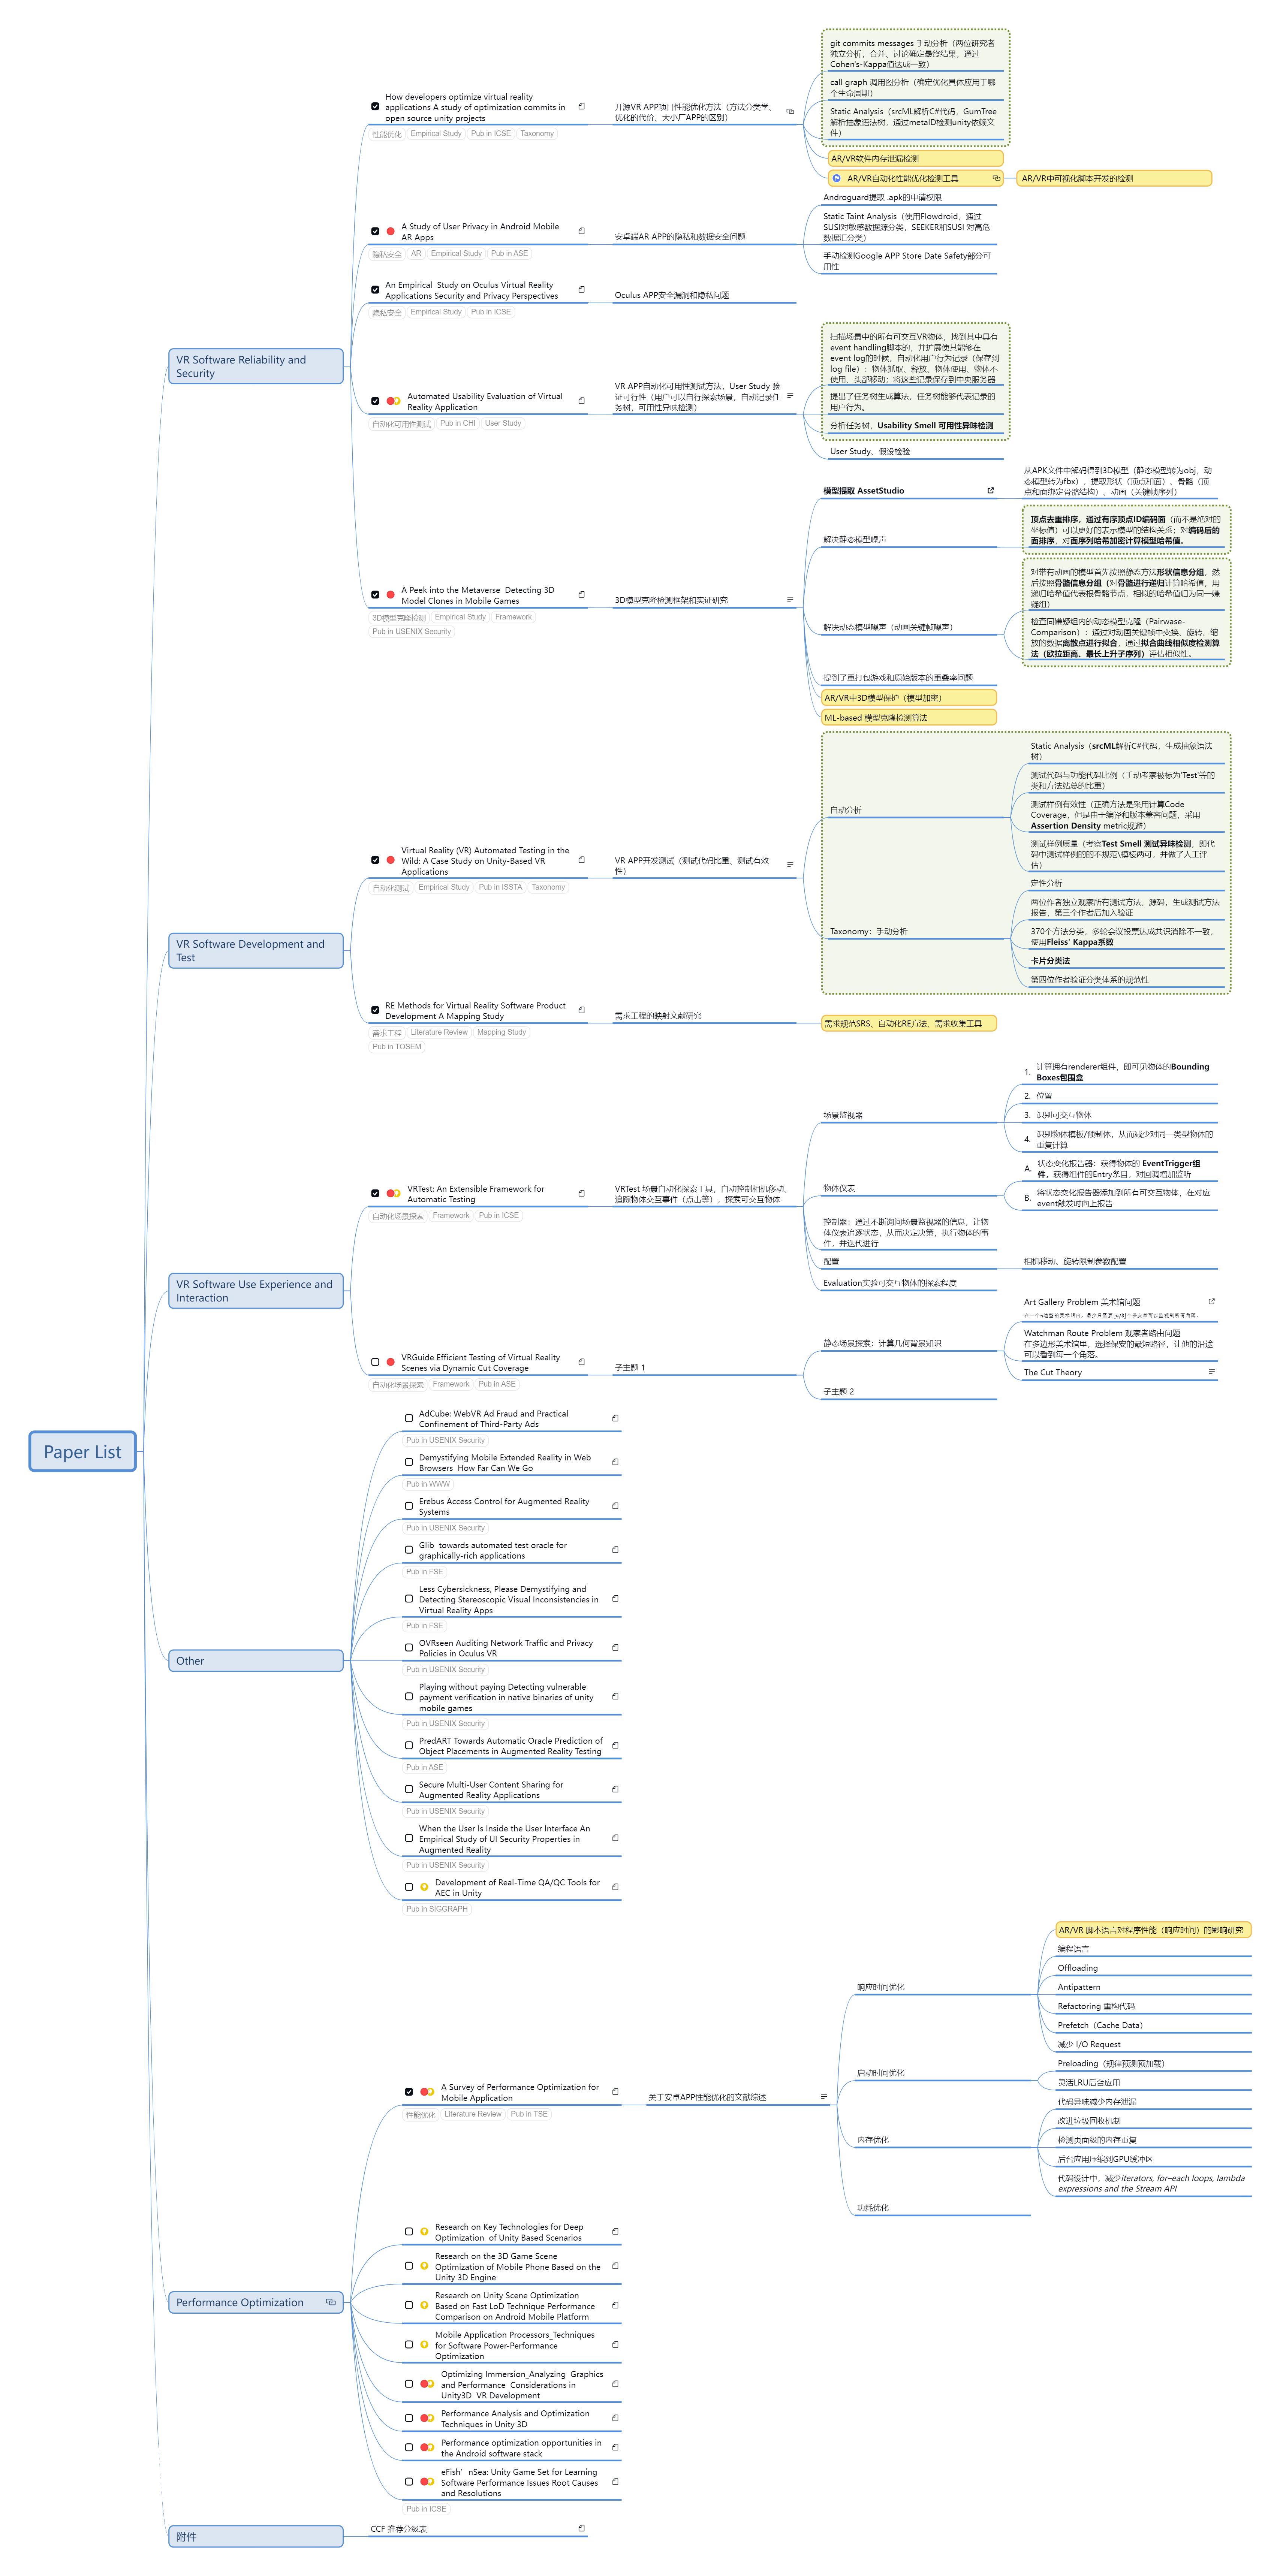 Paper List
VR Software Reliability and
Security
How developers optimize virtual reality
applications A study of optimization commits in
open source unity projects
性能优化
Empirical Study
Pub in ICSE
Taxonomy
开源VR APP项目性能优化方法（方法分类学、
优化的代价、大小厂APP的区别）
git commits messages 手动分析（两位研究者
独立分析，合并、讨论确定最终结果，通过
Cohen's-Kappa值达成一致）
call graph 调用图分析（确定优化具体应用于哪
个生命周期）
Static Analysis（srcML解析C#代码，GumTree
解析抽象语法树，通过metaID检测unity依赖文
件）
AR/VR软件内存泄漏检测
AR/VR自动化性能优化检测工具
AR/VR中可视化脚本开发的检测
A Study of User Privacy in Android Mobile
AR Apps
隐私安全
AR
Empirical Study
Pub in ASE
安卓端AR APP的隐私和数据安全问题
Androguard提取 .apk的申请权限
Static Taint Analysis（使用Flowdroid，通过
SUSI对敏感数据源分类，SEEKER和SUSI 对高危
数据汇分类）
手动检测Google APP Store Date Safety部分可
用性
An Empirical  Study on Oculus Virtual Reality
Applications Security and Privacy Perspectives
隐私安全
Empirical Study
Pub in ICSE
Oculus APP安全漏洞和隐私问题
Automated Usability Evaluation of Virtual
Reality Application
自动化可用性测试
Pub in CHI
User Study
VR APP自动化可用性测试方法，User Study 验
证可行性（用户可以自行探索场景，自动记录任
务树，可用性异味检测）
扫描场景中的所有可交互VR物体，找到其中具有
event handling脚本的，并扩展使其能够在
event log的时候，自动化用户行为记录（保存到
log file）：物体抓取、释放、物体使用、物体不
使用、头部移动；将这些记录保存到中央服务器
提出了任务树生成算法，任务树能够代表记录的
用户行为。
分析任务树，Usability Smell 可用性异味检测
User Study、假设检验
A Peek into the Metaverse  Detecting 3D
Model Clones in Mobile Games
3D模型克隆检测
Empirical Study
Framework
Pub in USENIX Security
3D模型克隆检测框架和实证研究
模型提取 AssetStudio
从APK文件中解码得到3D模型（静态模型转为obj，动
态模型转为fbx），提取形状（顶点和面）、骨骼（顶
点和面绑定骨骼结构）、动画（关键帧序列）
解决静态模型噪声
顶点去重排序，通过有序顶点ID编码面（而不是绝对的
坐标值）可以更好的表示模型的结构关系；对编码后的
面排序，对面序列哈希加密计算模型哈希值。
解决动态模型噪声（动画关键帧噪声）
对带有动画的模型首先按照静态方法形状信息分组，然
后按照骨骼信息分组（对骨骼进行递归计算哈希值，用
递归哈希值代表根骨骼节点，相似的哈希值归为同一嫌
疑组）
检查同嫌疑组内的动态模型克隆（Pairwase-
Comparison）：通过对动画关键帧中变换、旋转、缩
放的数据离散点进行拟合，通过拟合曲线相似度检测算
法（欧拉距离、最长上升子序列）评估相似性。
提到了重打包游戏和原始版本的重叠率问题
AR/VR中3D模型保护（模型加密）
ML-based 模型克隆检测算法
VR Software Development and
Test
Virtual Reality (VR) Automated Testing in the
Wild: A Case Study on Unity-Based VR
Applications
自动化测试
Empirical Study
Pub in ISSTA
Taxonomy
VR APP开发测试（测试代码比重、测试有效
性）
自动分析
Static Analysis（srcML解析C#代码，生成抽象语法
树）
测试代码与功能代码比例（手动考察被标为'Test'等的
类和方法站总的比重）
测试样例有效性（正确方法是采用计算Code
Coverage，但是由于编译和版本兼容问题，采用
Assertion Density metric规避）
测试样例质量（考察Test Smell 测试异味检测，即代
码中测试样例的的不规范\模棱两可，并做了人工评
估）
Taxonomy：手动分析
定性分析
两位作者独立观察所有测试方法、源码，生成测试方法
报告，第三个作者后加入验证
370个方法分类，多轮会议投票达成共识消除不一致，
使用Fleiss' Kappa系数
卡片分类法
第四位作者验证分类体系的规范性
RE Methods for Virtual Reality Software Product
Development A Mapping Study
需求工程
Literature Review
Mapping Study
Pub in TOSEM
需求工程的映射文献研究
需求规范SRS、自动化RE方法、需求收集工具
VR Software Use Experience and
Interaction
VRTest: An Extensible Framework for
Automatic Testing
自动化场景探索
Framework
Pub in ICSE
VRTest 场景自动化探索工具，自动控制相机移动、
追踪物体交互事件（点击等），探索可交互物体
场景监视器
1. 计算拥有renderer组件，即可见物体的Bounding
Boxes包围盒
2. 位置
3. 识别可交互物体
4. 识别物体模板/预制体，从而减少对同一类型物体的
重复计算
物体仪表
A. 状态变化报告器：获得物体的 EventTrigger组
件，获得组件的Entry条目，对回调增加监听
B. 将状态变化报告器添加到所有可交互物体，在对应
event触发时向上报告
控制器：通过不断询问场景监视器的信息，让物
体仪表追逐状态，从而决定决策，执行物体的事
件，并迭代进行
配置
相机移动、旋转限制参数配置
Evaluation实验可交互物体的探索程度
VRGuide Efficient Testing of Virtual Reality
Scenes via Dynamic Cut Coverage
自动化场景探索
Framework
Pub in ASE
子主题 1
静态场景探索：计算几何背景知识
Art Gallery Problem 美术馆问题
Watchman Route Problem 观察者路由问题
在多边形美术馆里，选择保安的最短路径，让他的沿途
可以看到每一个角落。
The Cut Theory
子主题 2
Other
AdCube: WebVR Ad Fraud and Practical
Confinement of Third-Party Ads
Pub in USENIX Security
Demystifying Mobile Extended Reality in Web
Browsers  How Far Can We Go
Pub in WWW
Erebus Access Control for Augmented Reality
Systems
Pub in USENIX Security
Glib  towards automated test oracle for
graphically-rich applications
Pub in FSE
Less Cybersickness, Please Demystifying and
Detecting Stereoscopic Visual Inconsistencies in
Virtual Reality Apps
Pub in FSE
OVRseen Auditing Network Traffic and Privacy
Policies in Oculus VR
Pub in USENIX Security
Playing without paying Detecting vulnerable
payment verification in native binaries of unity
mobile games
Pub in USENIX Security
PredART Towards Automatic Oracle Prediction of
Object Placements in Augmented Reality Testing
Pub in ASE
Secure Multi-User Content Sharing for
Augmented Reality Applications
Pub in USENIX Security
When the User Is Inside the User Interface An
Empirical Study of UI Security Properties in
Augmented Reality
Pub in USENIX Security
Development of Real-Time QA/QC Tools for
AEC in Unity
Pub in SIGGRAPH
Performance Optimization
A Survey of Performance Optimization for
Mobile Application
性能优化
Literature Review
Pub in TSE
关于安卓APP性能优化的文献综述
响应时间优化
AR/VR 脚本语言对程序性能（响应时间）的影响研究
编程语言
Offloading
Antipattern
Refactoring 重构代码
Prefetch（Cache Data）
减少 I/O Request
启动时间优化
Preloading（规律预测预加载）
灵活LRU后台应用
内存优化
代码异味减少内存泄漏
改进垃圾回收机制
检测页面级的内存重复
后台应用压缩到GPU缓冲区
代码设计中，减少iterators, for-each loops, lambda
expressions and the Stream API
功耗优化
Research on Key Technologies for Deep
Optimization  of Unity Based Scenarios
Research on the 3D Game Scene
Optimization of Mobile Phone Based on the
Unity 3D Engine
Research on Unity Scene Optimization
Based on Fast LoD Technique Performance
Comparison on Android Mobile Platform
Mobile Application Processors_Techniques
for Software Power-Performance
Optimization
Optimizing Immersion_Analyzing  Graphics
and Performance  Considerations in
Unity3D  VR Development
Performance Analysis and Optimization
Techniques in Unity 3D
Performance optimization opportunities in
the Android software stack
eFish' nSea: Unity Game Set for Learning
Software Performance Issues Root Causes
and Resolutions
Pub in ICSE
附件
CCF 推荐分级表